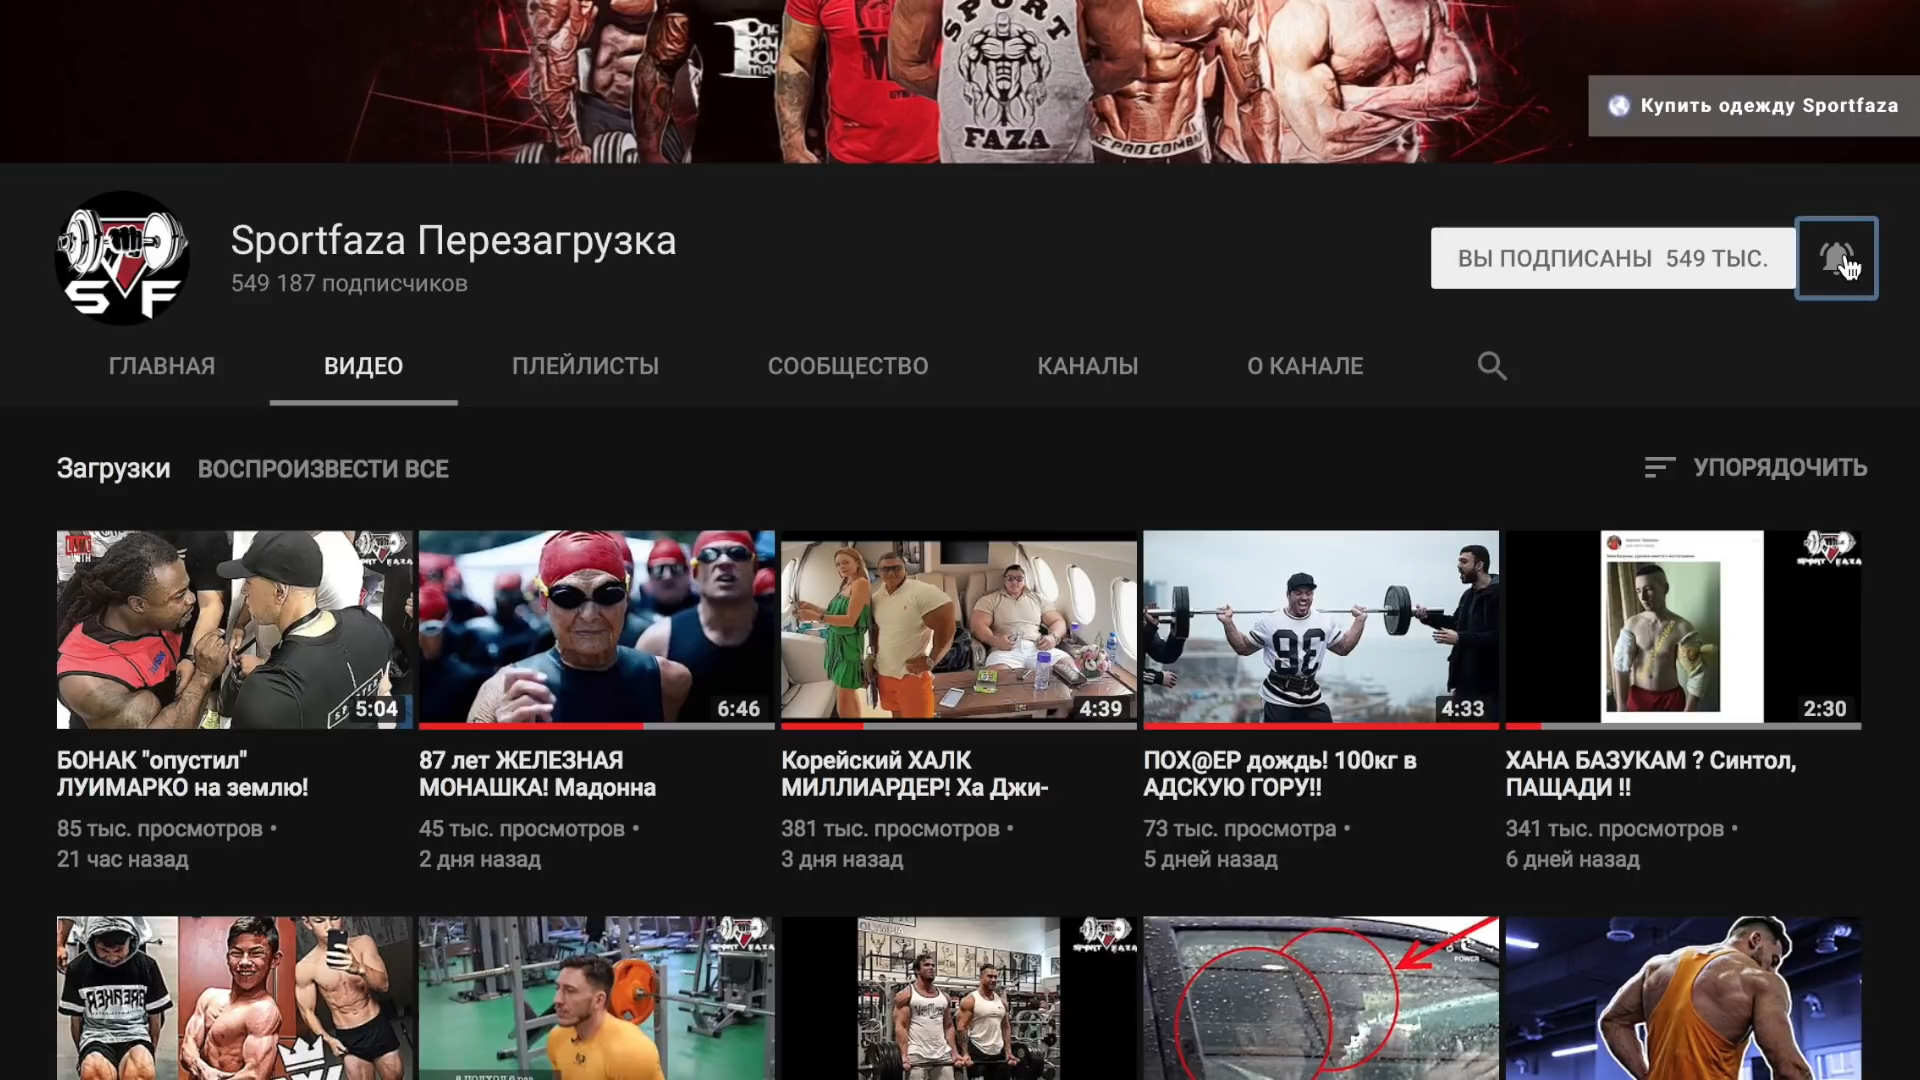 SPORT
FAZA
E PRO COMBA
Купить одежду Sportfaza
SF
Sportfaza Перезагрузка
549 187 подписчиков
ВЫ ПОДПИСАНЫ 549 ТЫС.
ГЛАВНАЯ ВИДЕО ПЛЕЙЛИСТЫ СООБЩЕСТВО КАНАЛЫ О КАНАЛЕ
Загрузки ВОСПРОИЗВЕСТИ ВСЕ
УПОРЯДОЧИТЬ
5:04
6:46
4:39
4:33
2:30
БОНАК "опустил"
ЛУИМАРКО на землю!
85 тыс. просмотров •
21 час назад
87 лет ЖЕЛЕЗНАЯ
МОНАШКА! Мадонна
45 тыс. просмотров •
2 дня назад
Корейский ХАЛК
МИЛЛИАРДЕР! Ха Джи-
381 тыс. просмотров •
3 дня назад
ПОХ@ЕР дождь! 100кг в
АДСКУЮ ГОРУ!!
73 тыс. просмотра •
5 дней назад
ХАНА БАЗУКАМ ? Синтол,
ПАЩАДИ !!
341 тыс. просмотров •
6 дней назад
POWER